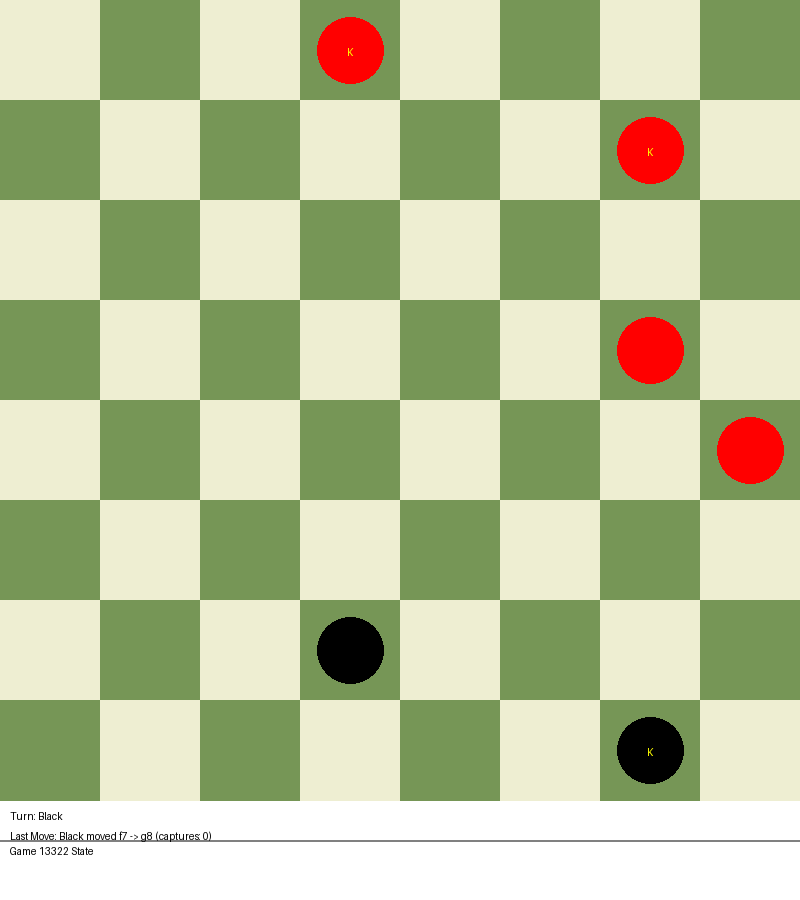 K
K
K
Turn: Black
Last Move: Black moved f7 -> g8 (captures: 0)
Game 13322 State